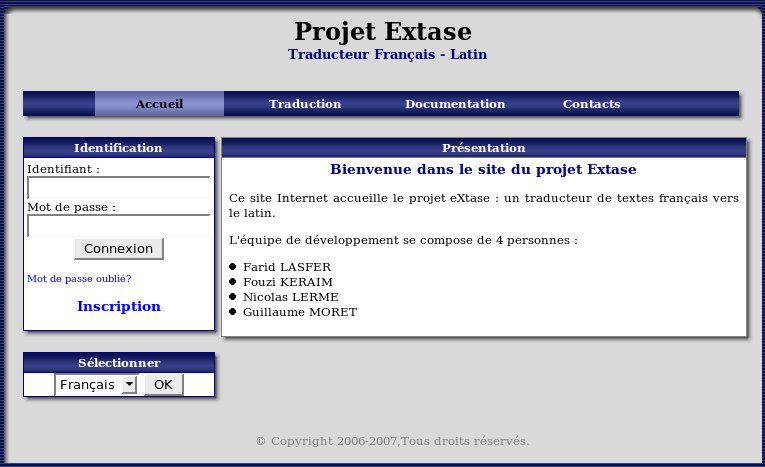 Projet Extase
Traducteur Français - Latin
Accueil Traduction Documentation Contacts
Identification
Identifiant :
Mot de passe :
Connexion
Mot de passe oublié?
Inscription
Sélectionner
Français OK
Présentation
Bienvenue dans le site du projet Extase
Ce site Internet accueille le projet eXtase : un traducteur de textes français vers
le latin.
L'équipe de développement se compose de 4 personnes :
Farid LASFER
Fouzi KERAIM
Nicolas LERME
Guillaume MORET
© Copyright 2006-2007,Tous droits réservés.